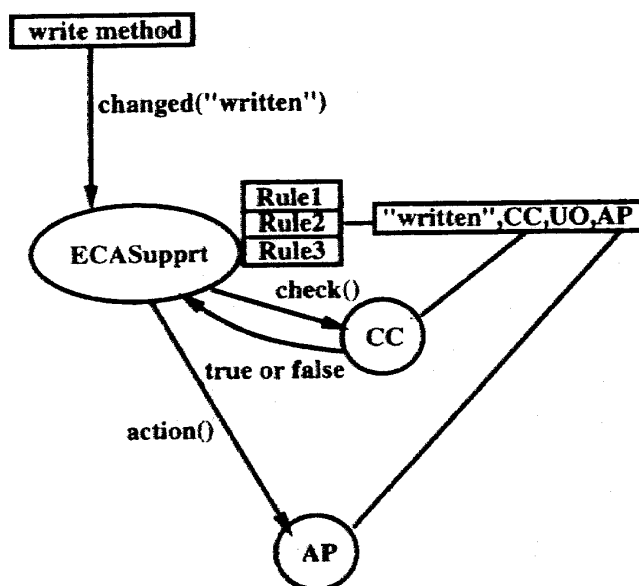 write method
changed("written")
Rule1
Rule2
"written",CC,UO,AP
ECASupprt
Rule3
check()
CC
true or false
action()
AP